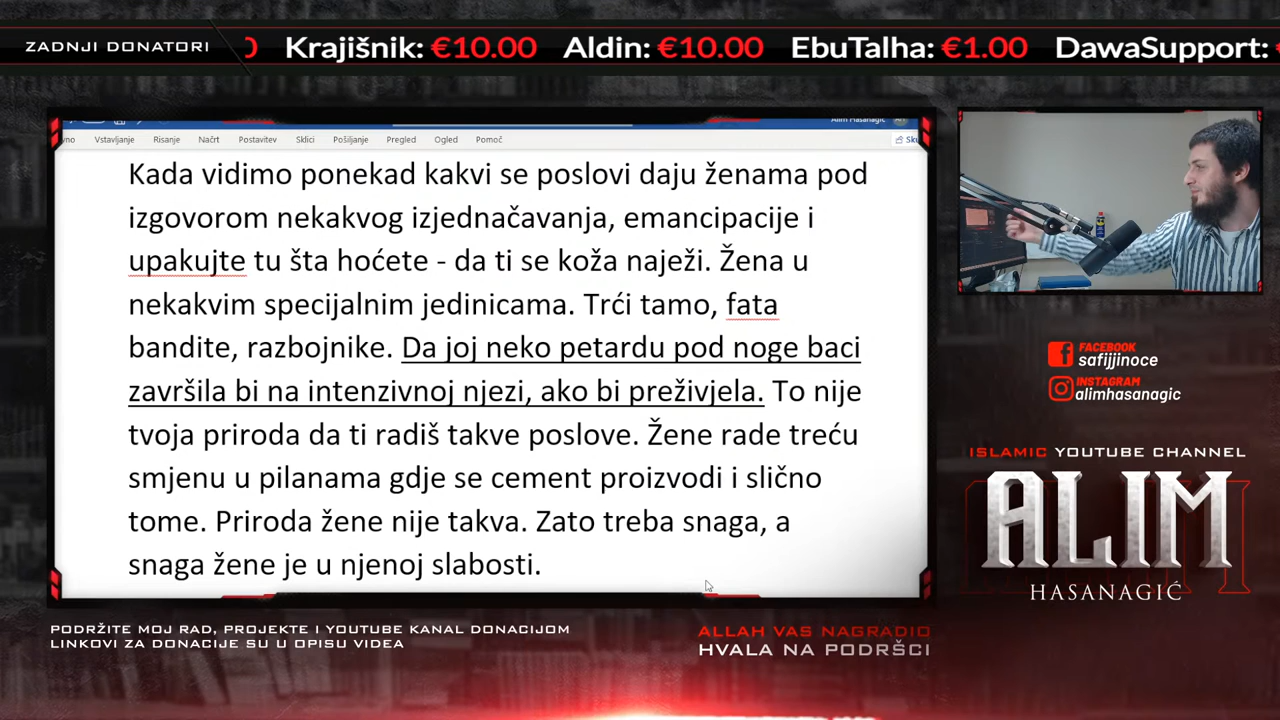 ZADNJI DONATORI
Krajišnik: €10.00 Aldin: €10.00 EbuTalha: €1.00 DawaSupport:
Alim Hasanagić
Vstavljanje Risanje Načrt Postavitev Sklici Pošiljanje Pregled Ogled Pomoč
Kada vidimo ponekad kakvi se poslovi daju ženama pod
izgovorom nekakvog izjednačavanja, emancipacije i
upakujte tu šta hoćete - da ti se koža naježi. Žena u
nekakvim specijalnim jedinicama. Trći tamo, fata
bandite, razbojnike. Da joj neko petardu pod noge baci
završila bi na intenzivnoj njezi, ako bi preživjela. To nije
tvoja priroda da ti radiš takve poslove. Žene rade treću
smjenu u pilanama gdje se cement proizvodi i slično
tome. Priroda žene nije takva. Zato treba snaga, a
snaga žene je u njenoj slabosti.
FACEBOOK
safijjinoce
INSTAGRAM
alimhasanagic
ISLAMIC YOUTUBE CHANNEL
ALIM
HASANAGIĆ
PODRŽITE MOJ RAD, PROJEKTE I YOUTUBE KANAL DONACIJOM
LINKOVI ZA DONACIJE SU U OPISU VIDEA
ALLAH VAS NAGRADIO
HVALA NA PODRŠCI